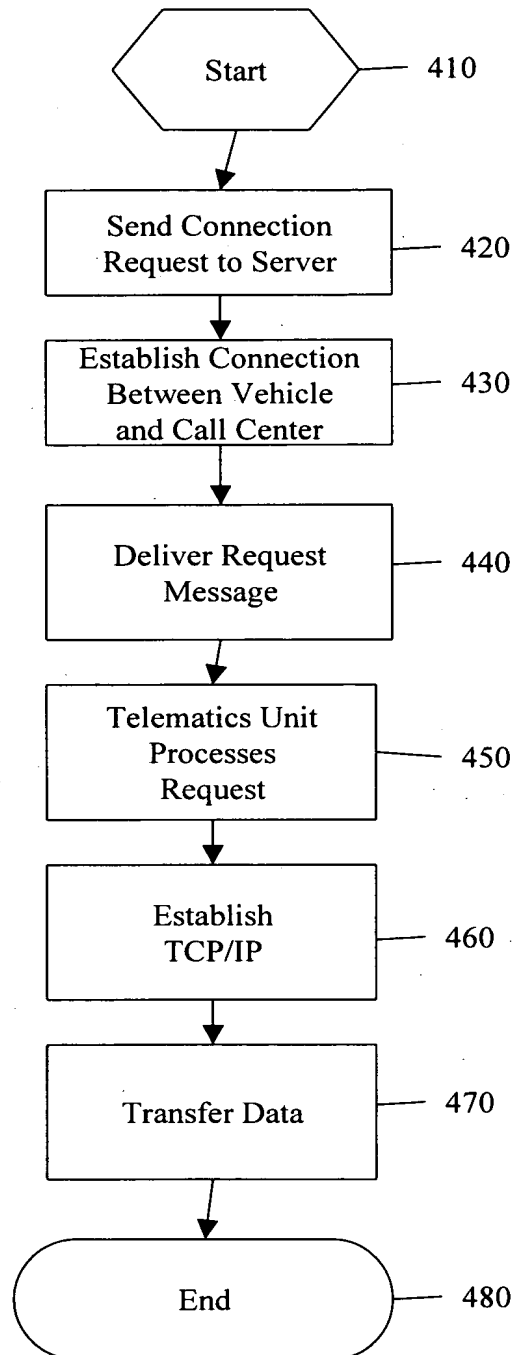 Start
410
Send Connection
Request to Server
420
Establish Connection
Between Vehicle
and Call Center
430
Deliver Request
Message
440
Telematics Unit
Processes
Request
450
Establish
TCP/IP
460
Transfer Data
470
End
480